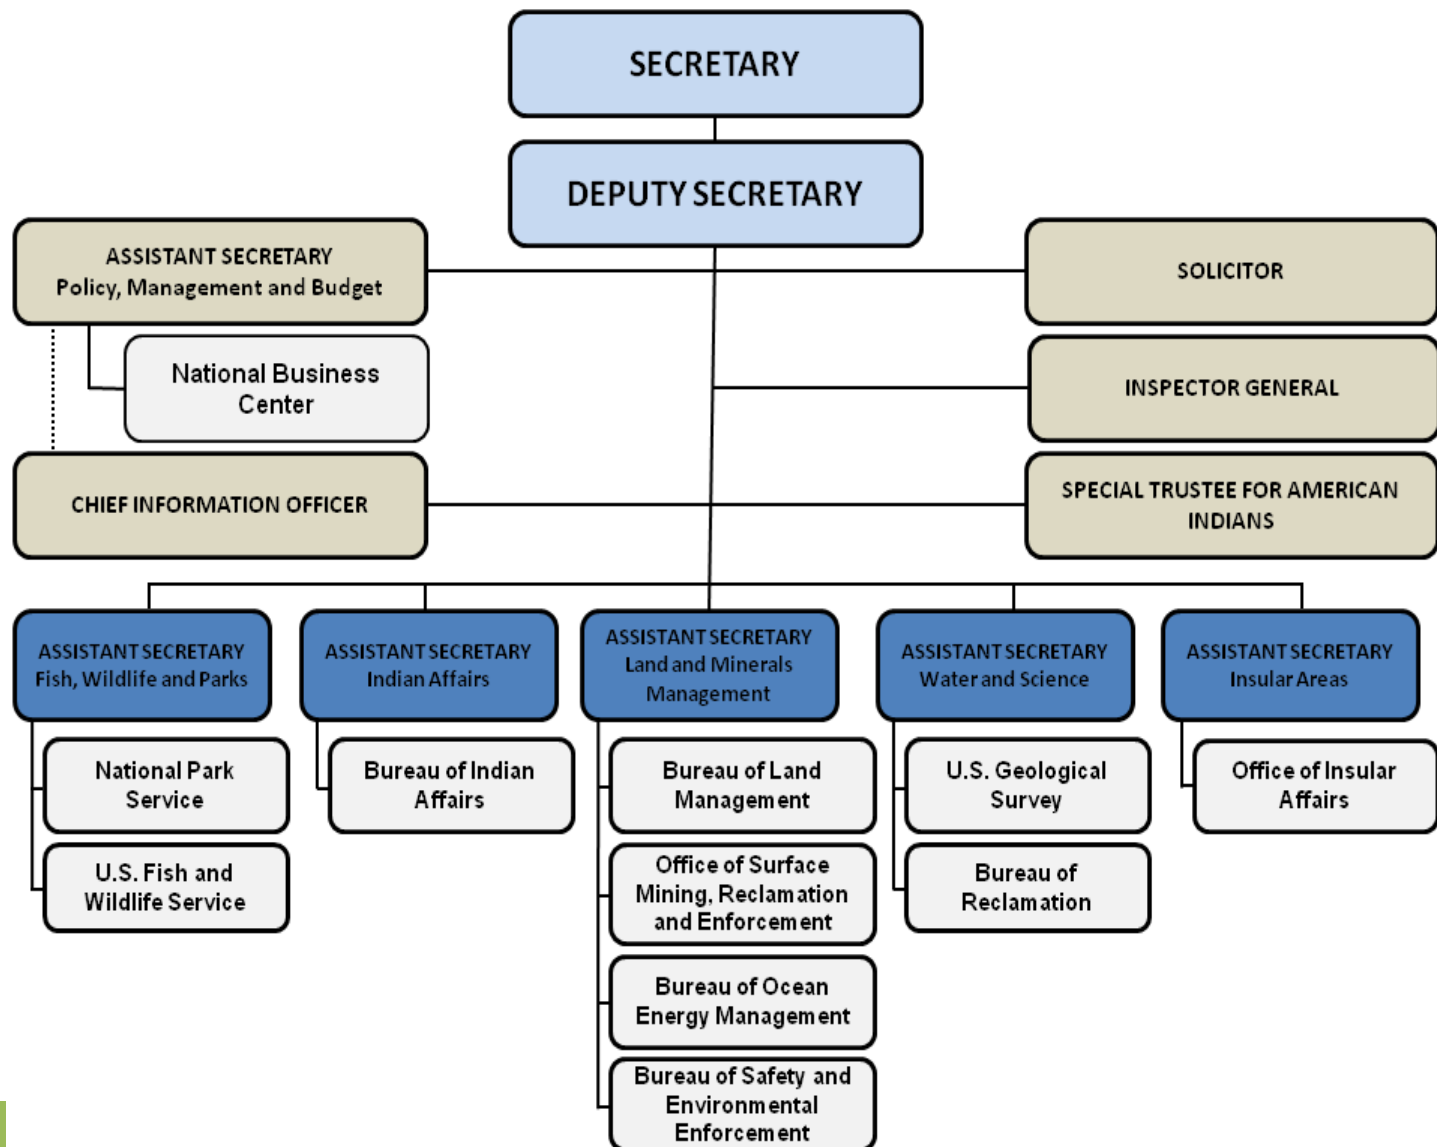 SECRETARY
DEPUTY SECRETARY
ASSISTANT SECRETARY
Policy, Management and Budget
SOLICITOR
National Business
Center
INSPECTOR GENERAL
CHIEF INFORMATION OFFICER
SPECIAL TRUSTEE FOR AMERICAN
INDIANS
ASSISTANT SECRETARY
Fish, Wildlife and Parks
ASSISTANT SECRETARY
Indian Affairs
ASSISTANT SECRETARY
Land and Minerals
Management
ASSISTANT SECRETARY
Water and Science
ASSISTANT SECRETARY
Insular Areas
National Park
Service
U.S. Fish and
Wildlife Service
Bureau of Indian
Affairs
Bureau of Land
Management
Office of Surface
Mining, Reclamation
and Enforcement
Bureau of Ocean
Energy Management
Bureau of Safety and
Environmental
Enforcement
U.S. Geological
Survey
Bureau of
Reclamation
Office of Insular
Affairs